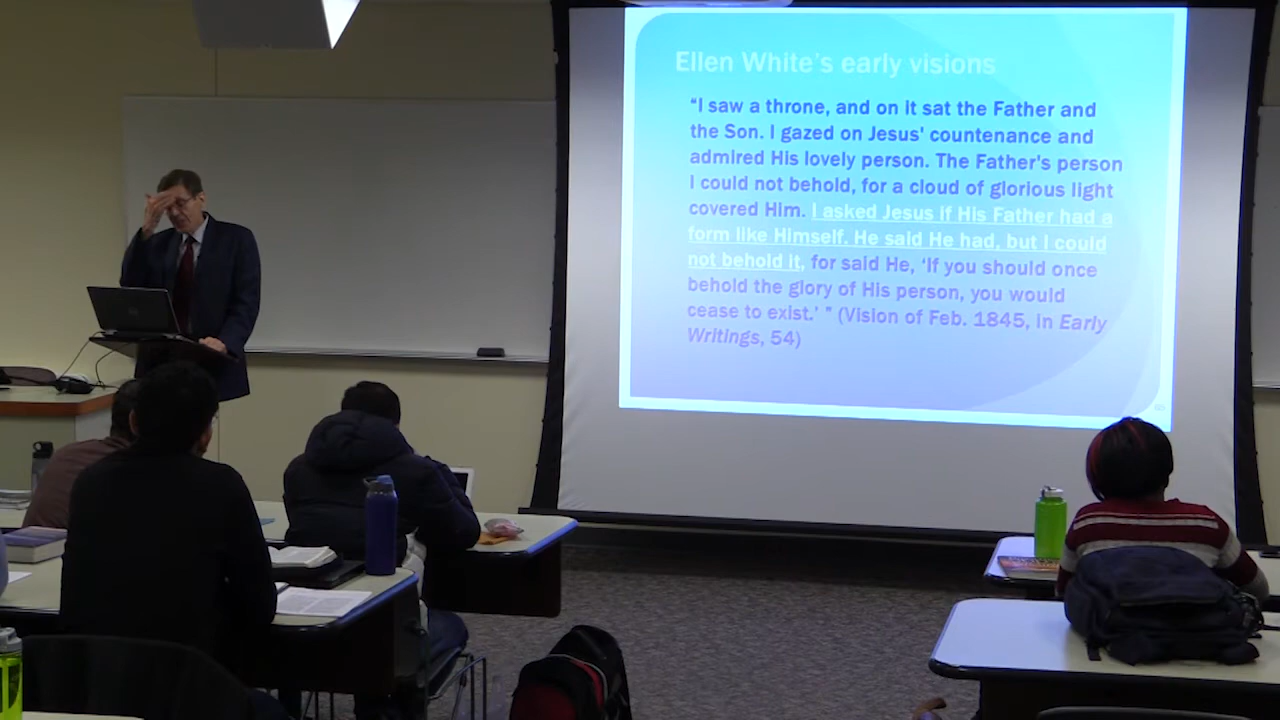 Ellen White's early visions
“I saw a throne, and on it sat the Father and
the Son. I gazed on Jesus' countenance and
admired His lovely person. The Father's person
I could not behold, for a cloud of glorious light
covered Him. I asked Jesus if His Father had a
form like Himself. He said He had, but I could
not behold it, for said He, ‘If you should once
behold the glory of His person, you would
cease to exist.’ ” (Vision of Feb. 1845, in Early
Writings, 54)